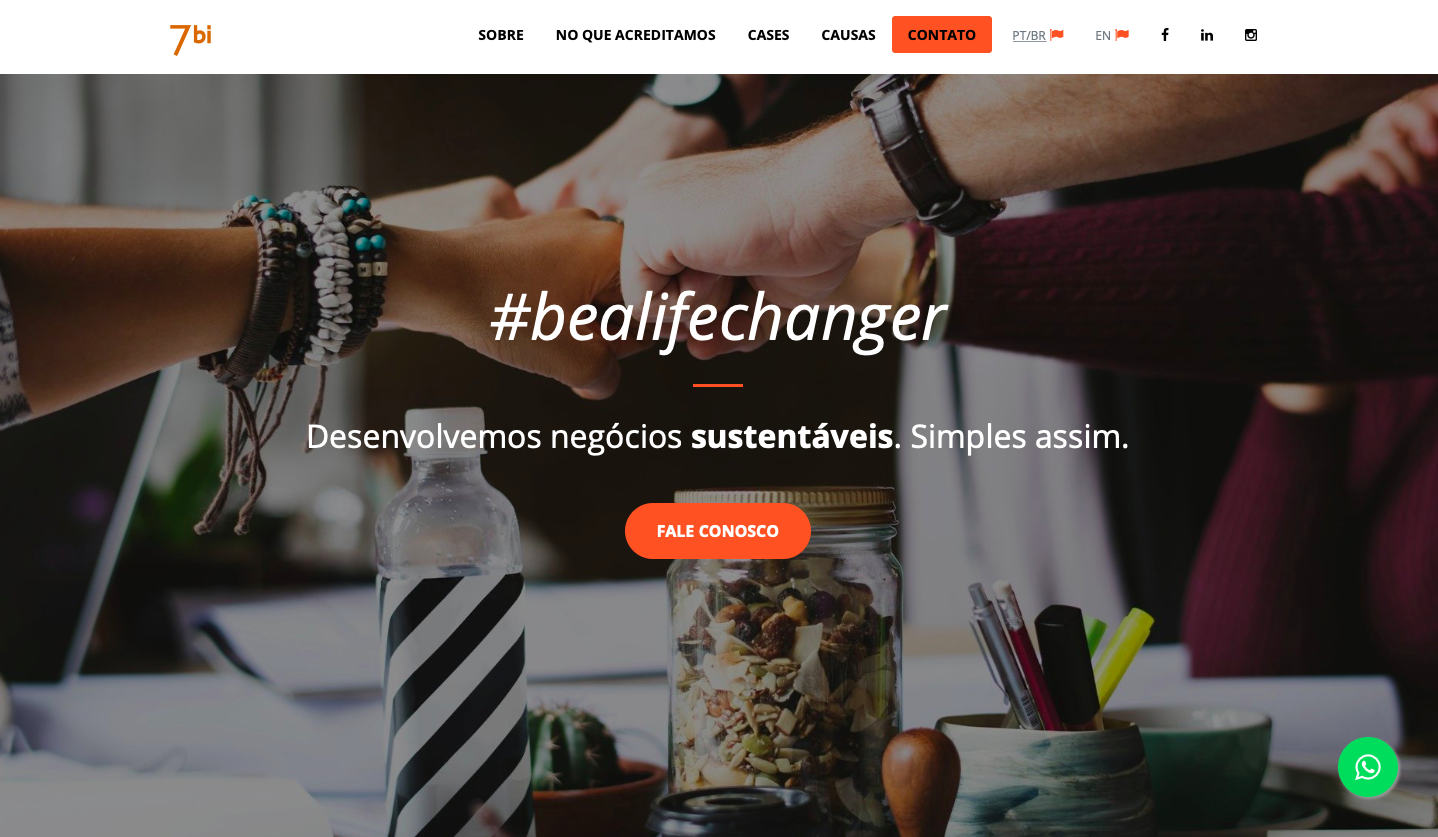 7bi
SOBRE
NO QUE ACREDITAMOS
CASES
CAUSAS
CONTATO
PT/BR
EN
#bealifechanger
Desenvolvemos negócios sustentáveis. Simples assim.
FALE CONOSCO